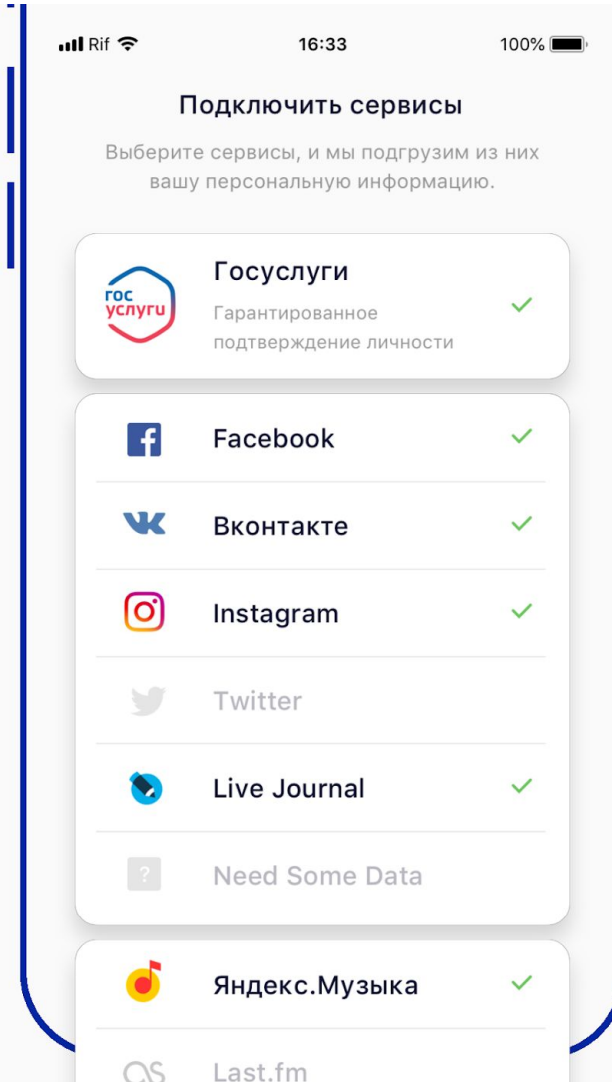 Rif 16:33 100%
Подключить сервисы
Выберите сервисы, и мы подгрузим из них
вашу персональную информацию.
гос
услуги
Госуслуги
Гарантированное
подтверждение личности
Facebook
Вконтакте
Instagram
Twitter
Live Journal
?
Need Some Data
Яндекс.Музыка
Last.fm